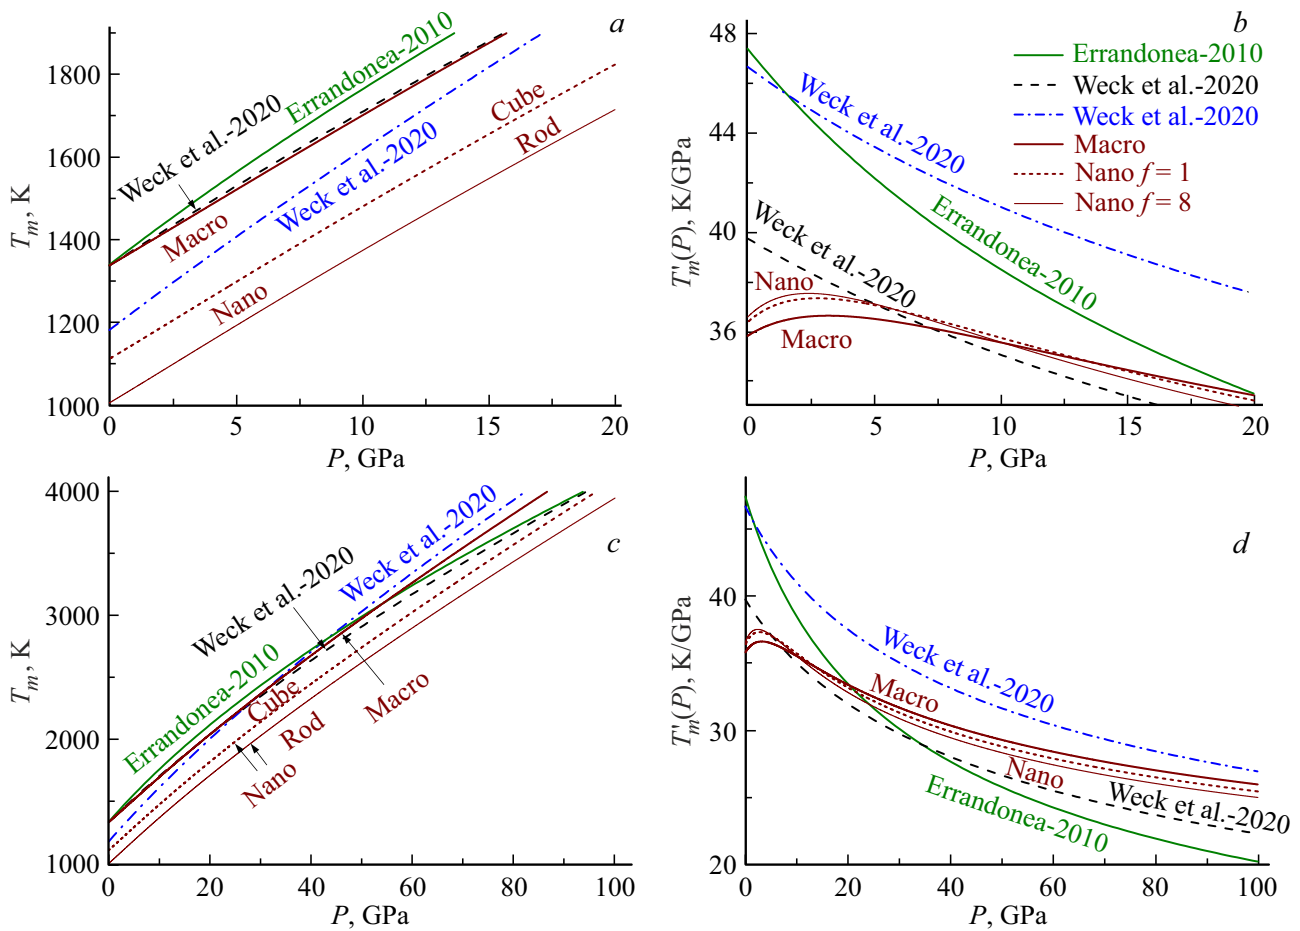 a
1800
1600
1400
1200
1000
T_m, K
Errandonea-2010
Weck et al.-2020
Macro
Weck et al.-2020
Cube
Rod
Nano
0
5
10
15
20
P, GPa
b
48
44
40
36
T'_m(P), K/GPa
Errandonea-2010
Weck et al.-2020
Weck et al.-2020
Macro
Nano f = 1
Nano f = 8
Weck et al.-2020
Errandonea-2010
Weck et al.-2020
Nano
Macro
0
5
10
15
20
P, GPa
c
4000
3000
2000
1000
T_m, K
Weck et al.-2020
Weck et al.-2020
Errandonea-2010
Cube
Macro
Rod
Nano
0
20
40
60
80
100
P, GPa
d
40
30
20
T'_m(P), K/GPa
Weck et al.-2020
Macro
Nano
Weck et al.-2020
Errandonea-2010
0
20
40
60
80
100
P, GPa